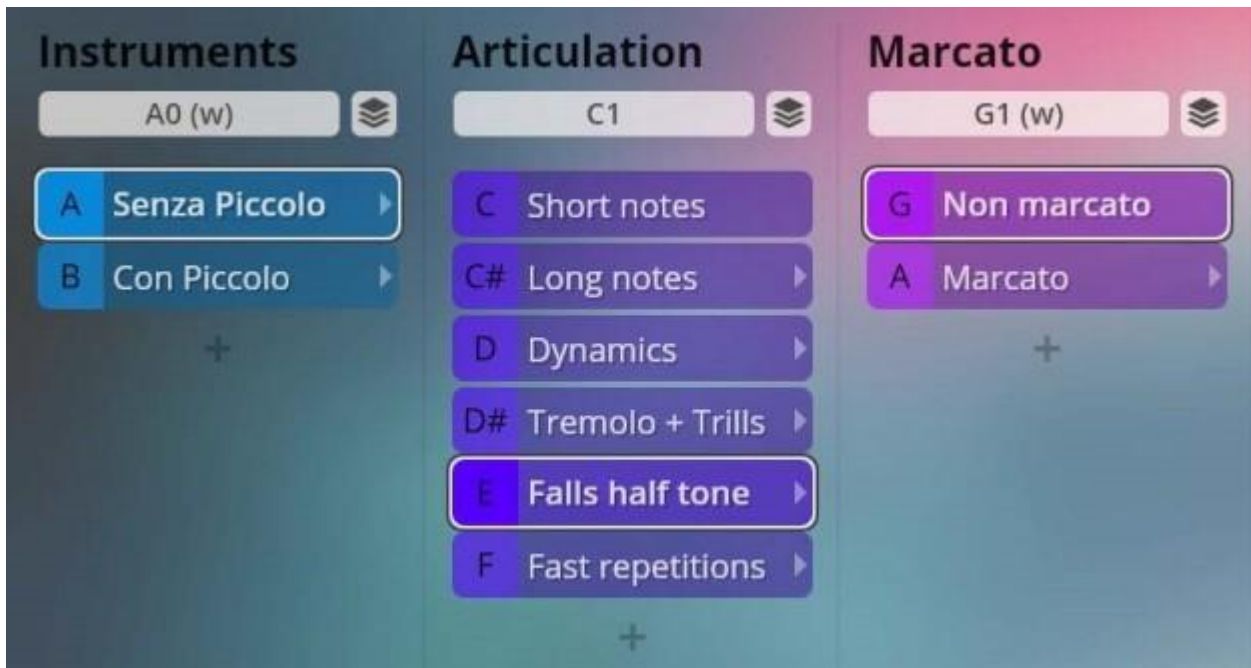 Instruments
A0 (w)
A Senza Piccolo
B Con Piccolo
+
Articulation
C1
C Short notes
C# Long notes
D Dynamics
D# Tremolo + Trills
E Falls half tone
F Fast repetitions
+
Marcato
G1 (w)
G Non marcato
A Marcato
+